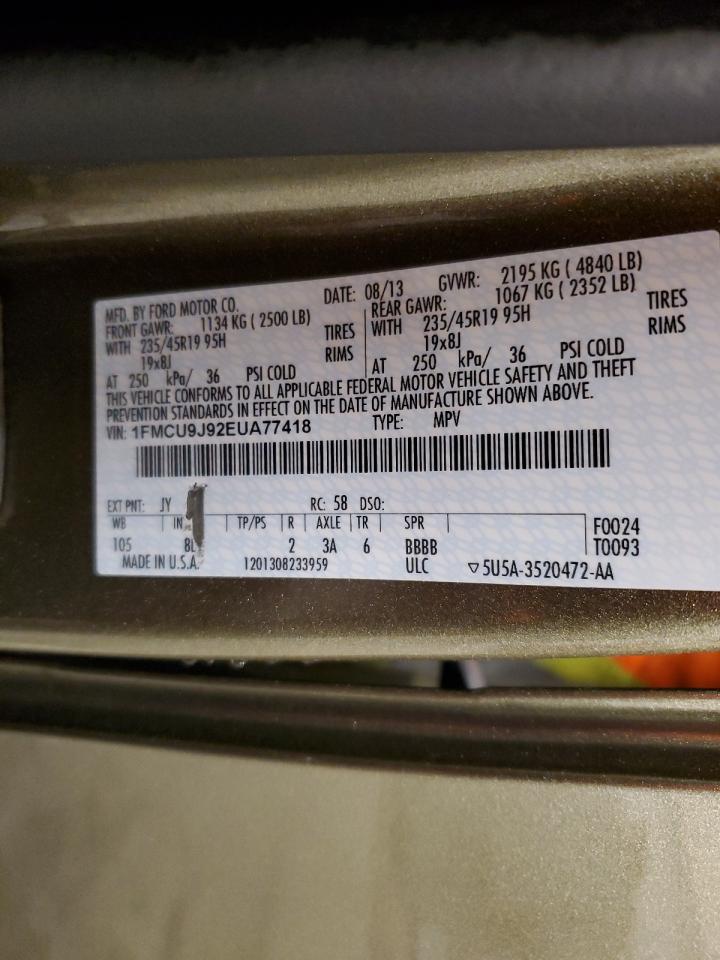 MFD. BY FORD MOTOR CO. DATE: 08/13 GVWR: 2195 KG ( 4840 LB)
FRONT GAWR: 1134 KG ( 2500 LB) REAR GAWR: 1067 KG ( 2352 LB)
WITH 235/45R19 95H TIRES WITH 235/45R19 95H TIRES
19x8J RIMS 19x8J RIMS
AT 250 kPa/ 36 PSI COLD AT 250 kPa/ 36 PSI COLD
THIS VEHICLE CONFORMS TO ALL APPLICABLE FEDERAL MOTOR VEHICLE SAFETY AND THEFT
PREVENTION STANDARDS IN EFFECT ON THE DATE OF MANUFACTURE SHOWN ABOVE.
VIN: 1FMCU9J92EUA77418 TYPE: MPV
EXT PNT: JY RC: 58 DSO:
WB TP/PS R AXLE TR SPR F0024
105 2 3A 6 BBBB T0093
MADE IN U.S.A. 1201308233959 ULC ▽5U5A-3520472-AA